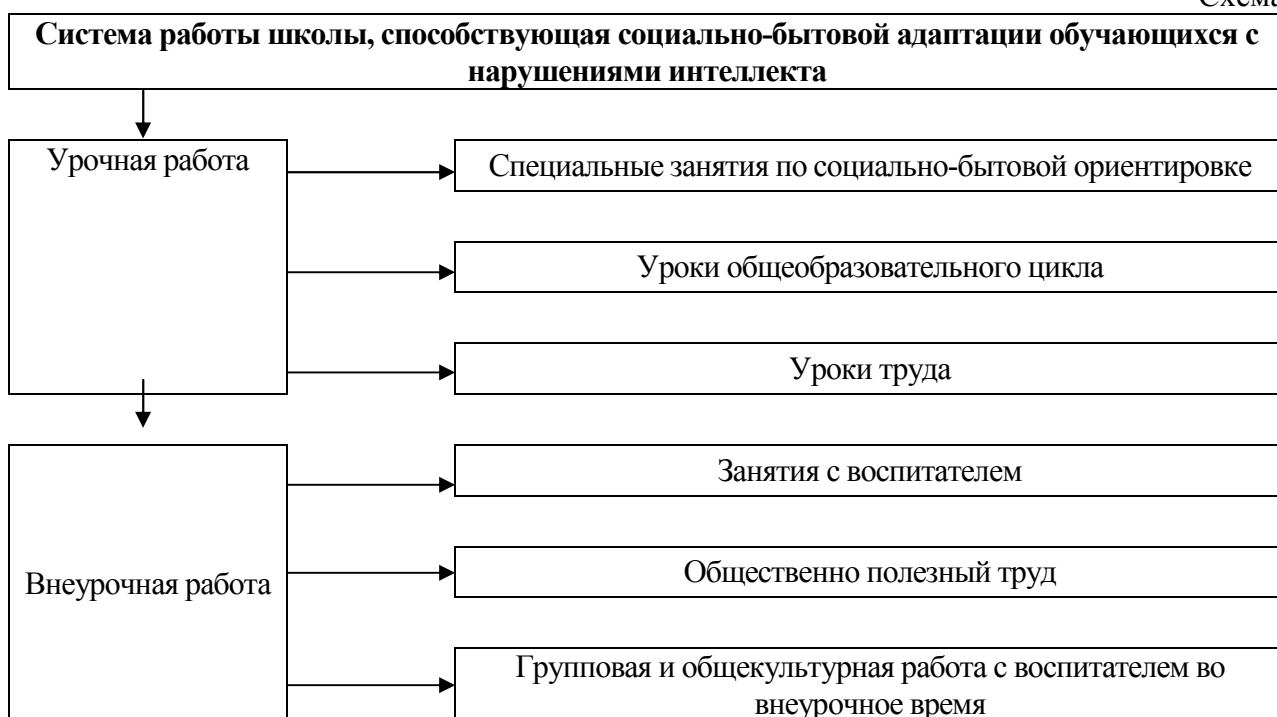 Схема
Система работы школы, способствующая социально-бытовой адаптации обучающихся с
нарушениями интеллекта
Урочная работа
Специальные занятия по социально-бытовой ориентировке
Уроки общеобразовательного цикла
Уроки труда
Внеурочная работа
Занятия с воспитателем
Общественно полезный труд
Групповая и общекультурная работа с воспитателем во
внеурочное время